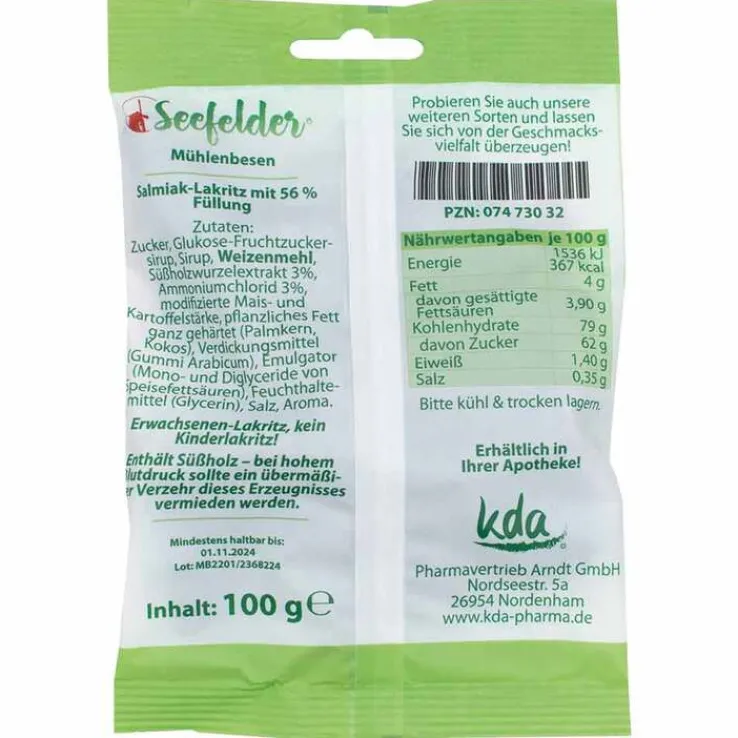 Seefelder
Mühlenbesen
Salmiak-Lakritz mit 56 %
Füllung
Zutaten:
Zucker, Glukose-Fruchtzucker-
sirup, Sirup, Weizenmehl,
Süßholzwurzelextrakt 3%,
Ammoniumchlorid 3%,
modifizierte Mais- und
Kartoffelstärke, pflanzliches Fett
ganz gehärtet (Palmkern,
Kokos), Verdickungsmittel
(Gummi Arabicum), Emulgator
(Mono- und Diglyceride von
Speisefettsäuren), Feuchthalte-
mittel (Glycerin), Salz, Aroma.
Erwachsenen-Lakritz, kein
Kinderlakritz!
Enthält Süßholz – bei hohem
Blutdruck sollte ein übermäßi-
er Verzehr dieses Erzeugnisses
vermieden werden.
Mindestens haltbar bis:
01.11.2024
Lot: MB2201/2368224
Inhalt: 100 g ℮
Probieren Sie auch unsere
weiteren Sorten und lassen
Sie sich von der Geschmacks-
vielfalt überzeugen!
PZN: 074 730 32
Nährwertangaben je 100 g
Energie 1536 kJ
367 kcal
Fett 4 g
davon gesättigte
Fettsäuren 3,90 g
Kohlenhydrate 79 g
davon Zucker 62 g
Eiweiß 1,40 g
Salz 0,35 g
Bitte kühl & trocken lagern.
Erhältlich in
Ihrer Apotheke!
kda
Pharmavertrieb Arndt GmbH
Nordseestr. 5a
26954 Nordenham
www.kda-pharma.de